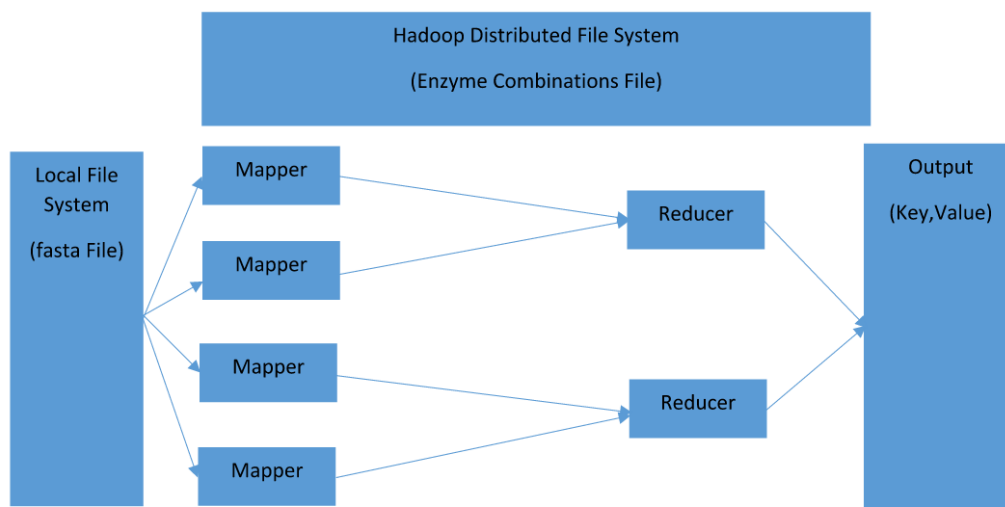 Hadoop Distributed File System
(Enzyme Combinations File)
Local File
System
(fasta File)
Mapper
Mapper
Mapper
Mapper
Reducer
Reducer
Output
(Key,Value)